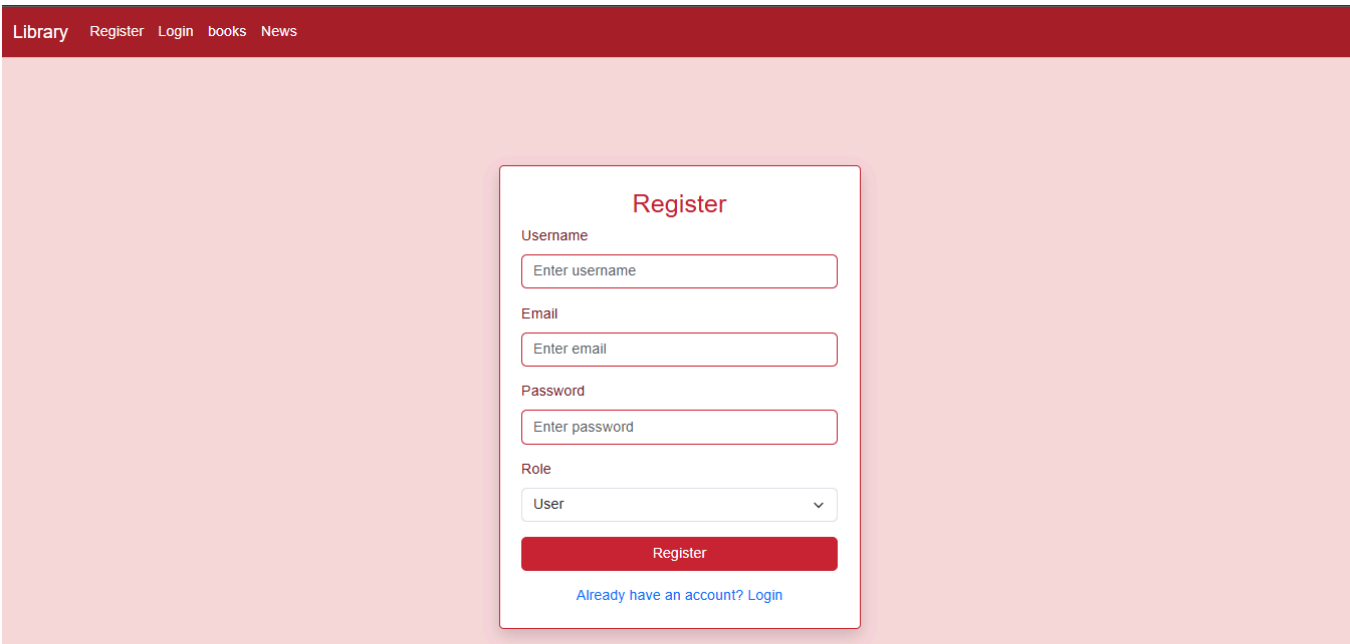 Library Register Login books News
Register
Username
Enter username
Email
Enter email
Password
Enter password
Role
User
Register
Already have an account? Login